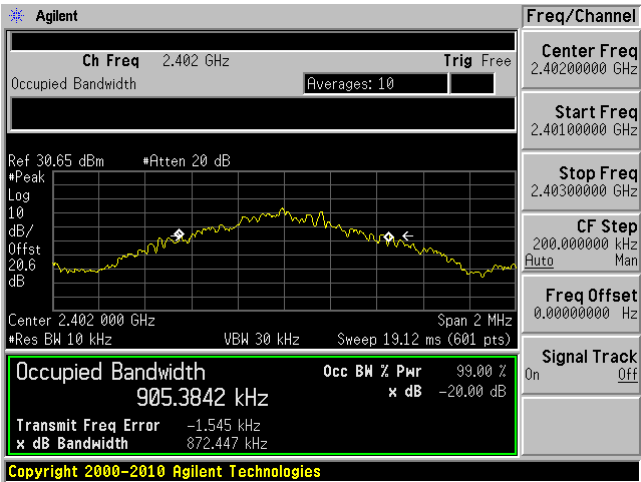 Agilent
Freq/Channel
Ch Freq 2.402 GHz Trig Free
Occupied Bandwidth Averages: 10
Center Freq
2.40200000 GHz
Start Freq
2.40100000 GHz
Stop Freq
2.40300000 GHz
CF Step
200.000000 kHz
Auto Man
Freq Offset
0.00000000 Hz
Signal Track
On Off
Ref 30.65 dBm #Atten 20 dB
#Peak
Log
10
dB/
Offst
20.6
dB
Center 2.402 000 GHz Span 2 MHz
#Res BW 10 kHz VBW 30 kHz Sweep 19.12 ms (601 pts)
Occupied Bandwidth Occ BW % Pwr 99.00 %
905.3842 kHz x dB -20.00 dB
Transmit Freq Error -1.545 kHz
x dB Bandwidth 872.447 kHz
Copyright 2000-2010 Agilent Technologies